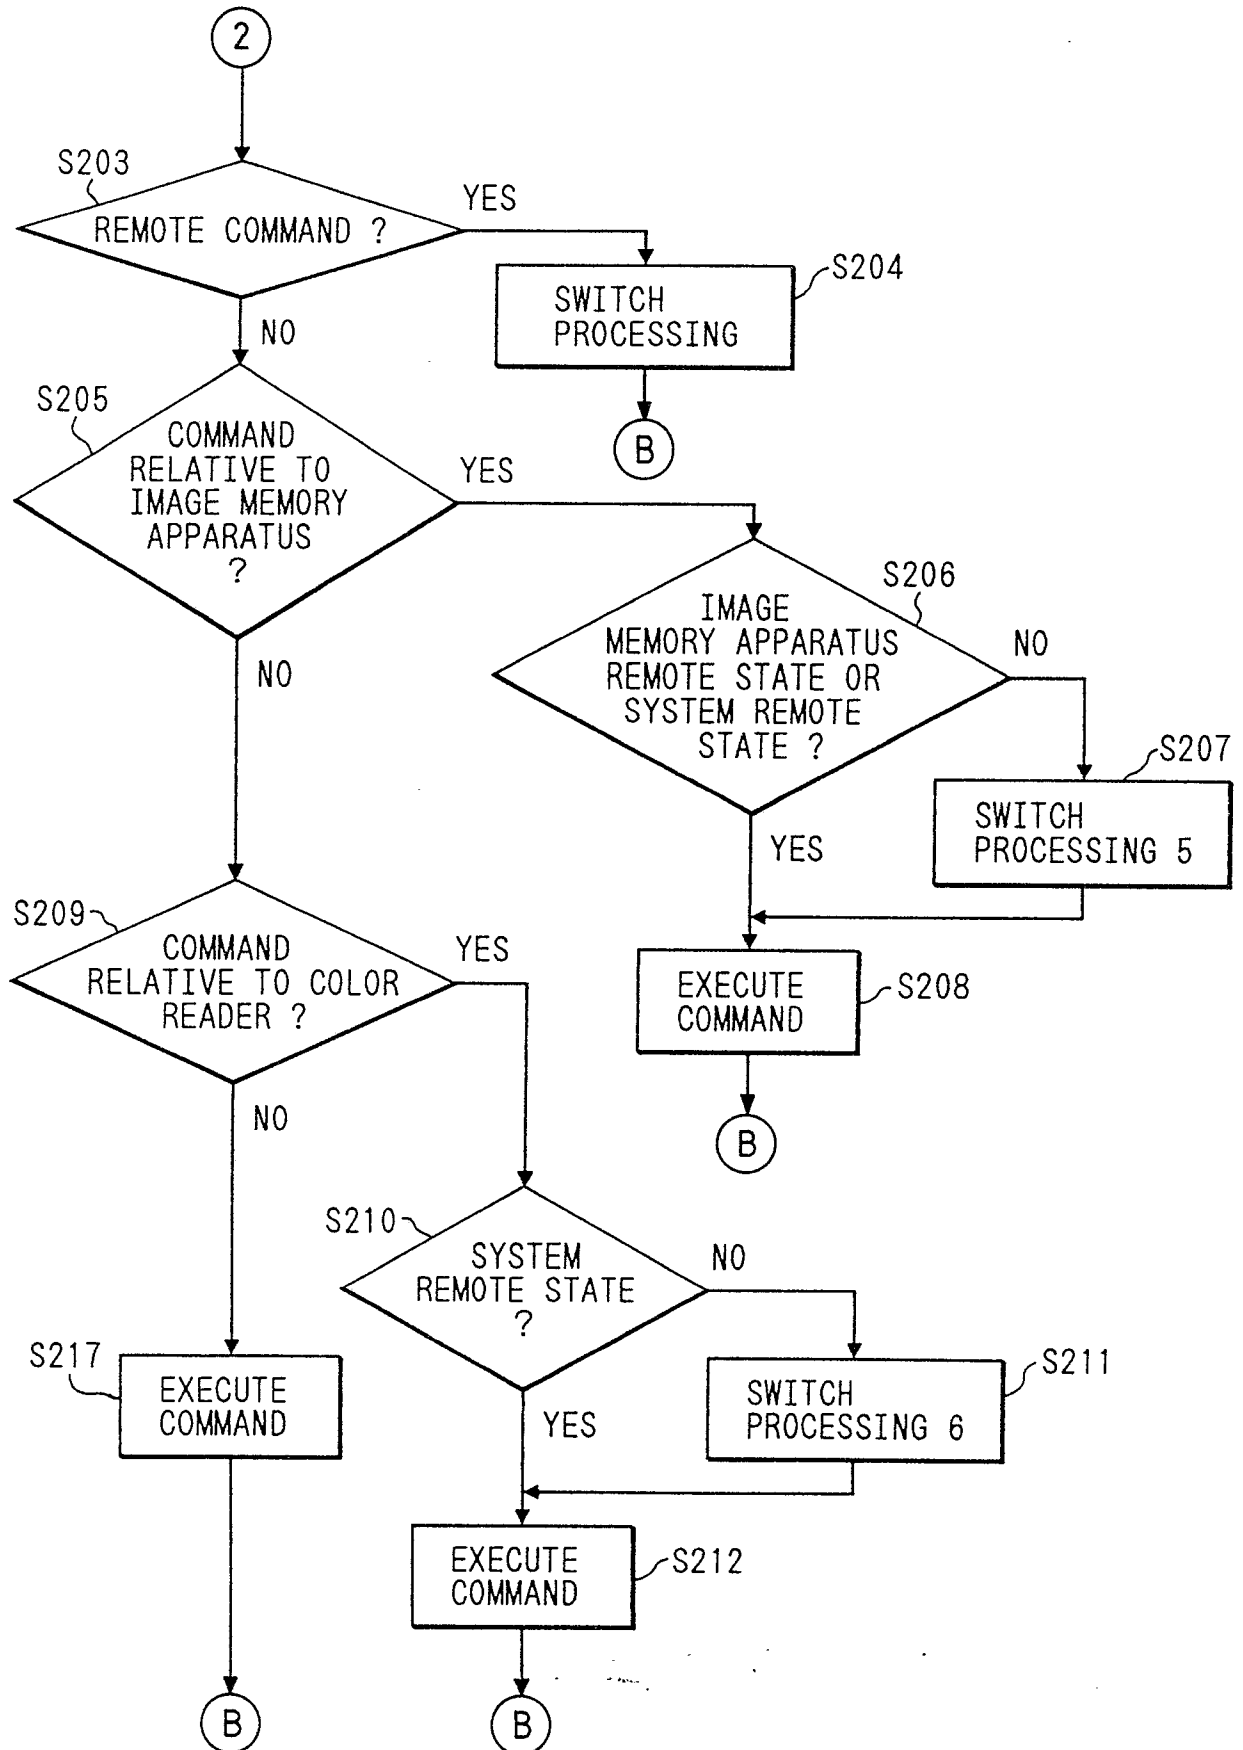 2
S203
REMOTE COMMAND ?
YES
S204
SWITCH
PROCESSING
NO
B
S205
COMMAND
RELATIVE TO
IMAGE MEMORY
APPARATUS
?
YES
S206
IMAGE
MEMORY APPARATUS
REMOTE STATE OR
SYSTEM REMOTE
STATE ?
NO
NO
S207
SWITCH
PROCESSING 5
YES
S209
COMMAND
RELATIVE TO COLOR
READER ?
YES
EXECUTE
COMMAND
S208
NO
B
S210
SYSTEM
REMOTE STATE
?
NO
S217
EXECUTE
COMMAND
S211
SWITCH
PROCESSING 6
YES
EXECUTE
COMMAND
S212
B
B